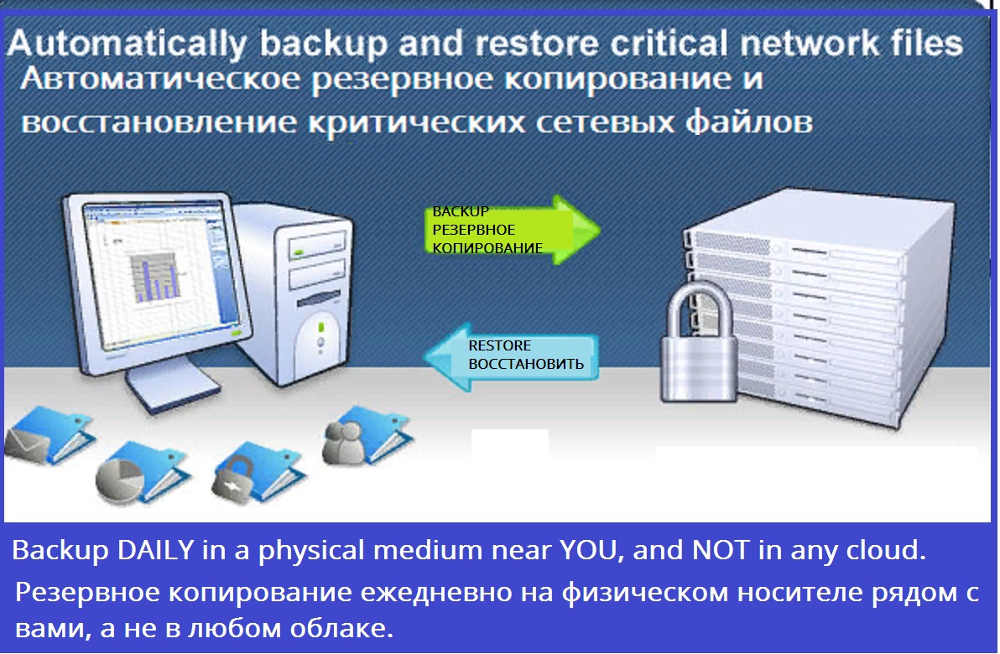 Automatically backup and restore critical network files
Автоматическое резервное копирование и
восстановление критических сетевых файлов
BACKUP
РЕЗЕРВНОЕ
КОПИРОВАНИЕ
RESTORE
ВОССТАНОВИТЬ
Backup DAILY in a physical medium near YOU, and NOT in any cloud.
Резервное копирование ежедневно на физическом носителе рядом с
вами, а не в любом облаке.